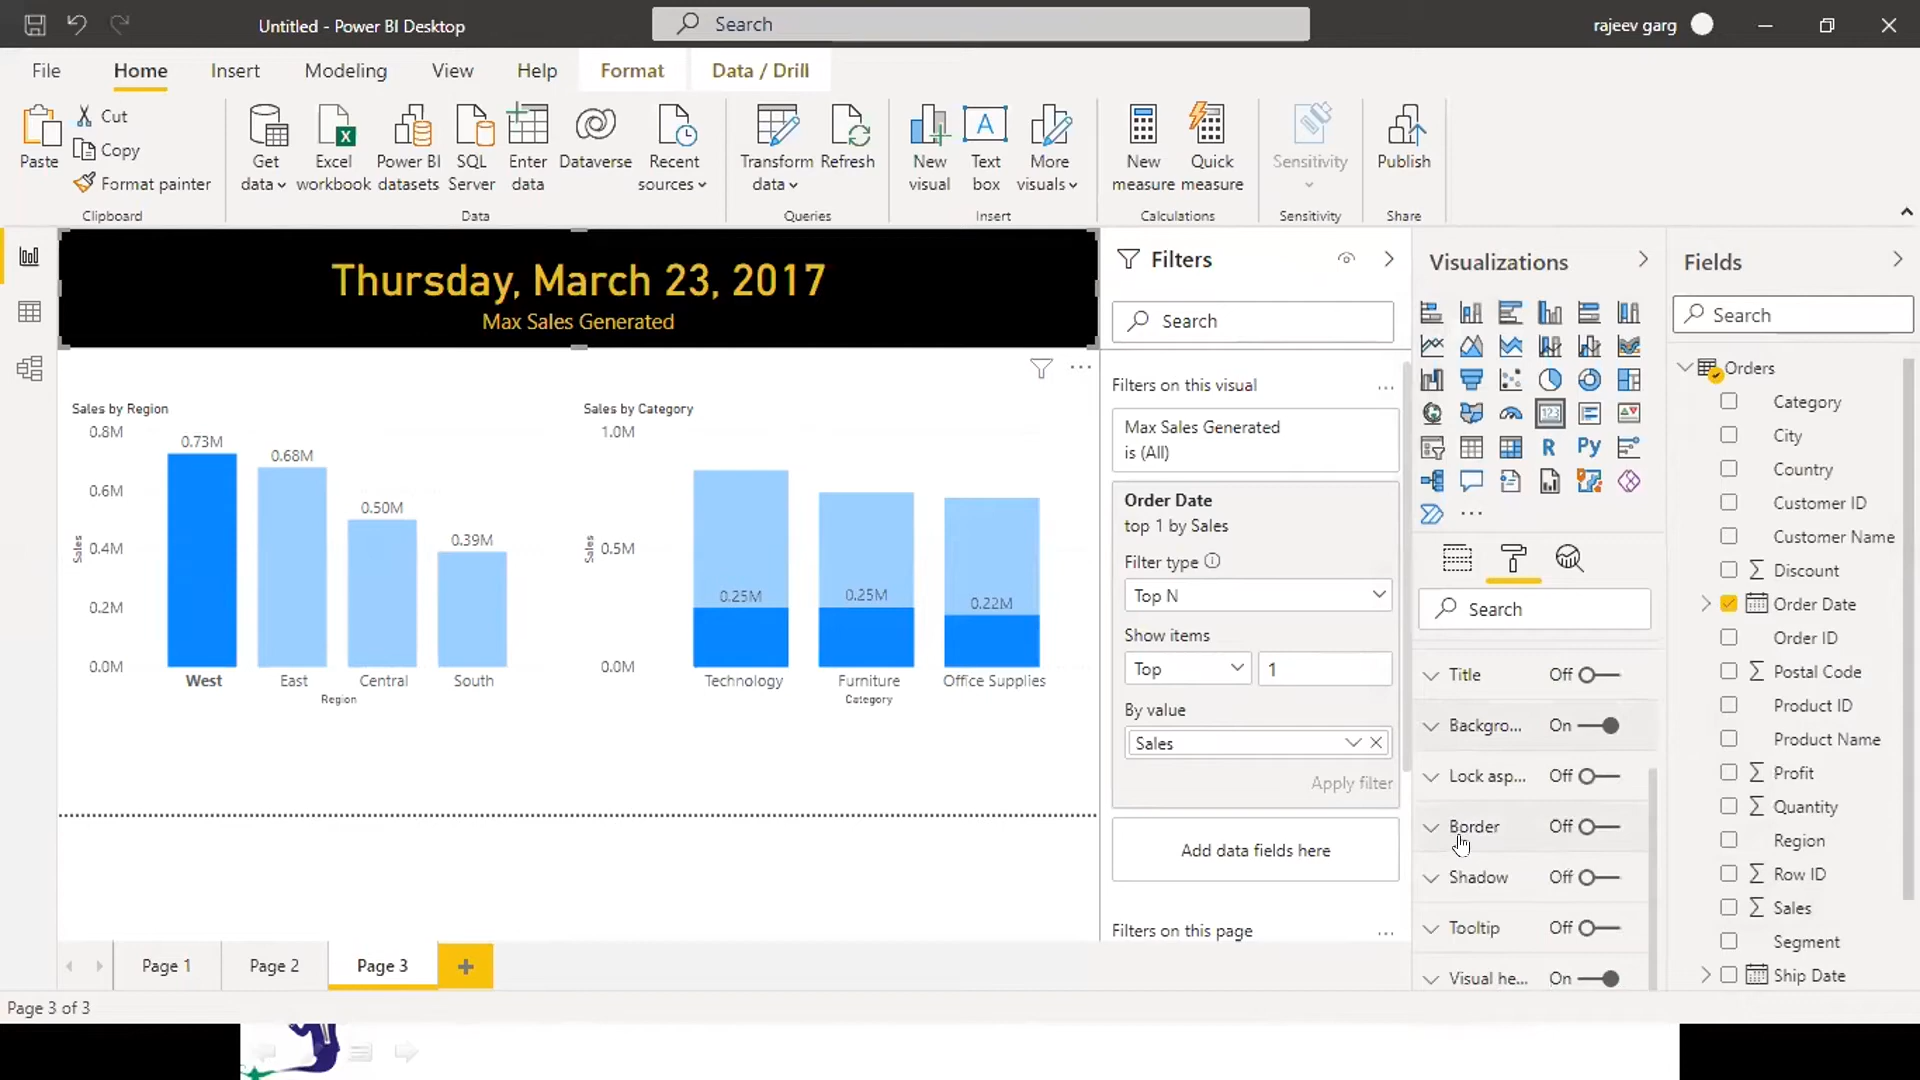 Untitled - Power BI Desktop
Search
rajeev garg
File
Home
Insert
Modeling
View
Help
Format
Data / Drill
Paste
Cut
Copy
Format painter
Clipboard
Get
data
Excel
workbook
Power BI
datasets
SQL
Server
Enter
data
Dataverse
Recent
sources
Data
Transform
data
Refresh
Queries
New
visual
Text
box
More
visuals
Insert
New
measure
Quick
measure
Calculations
Sensitivity
Sensitivity
Publish
Share
Thursday, March 23, 2017
Max Sales Generated
Sales by Region
0.8M
0.6M
0.4M
0.2M
0.0M
Sales
0.73M
0.68M
0.50M
0.39M
West
East
Central
South
Region
Sales by Category
1.0M
0.5M
0.0M
Sales
0.25M
0.25M
0.22M
Technology
Furniture
Office Supplies
Category
Filters
Search
Filters on this visual
Max Sales Generated
is (All)
Order Date
top 1 by Sales
Filter type
Top N
Show items
Top
1
By value
Sales
Apply filter
Add data fields here
Filters on this page
Visualizations
123
R
Py
Search
Title Off
Backgro... On
Lock asp... Off
Border Off
Shadow Off
Tooltip Off
Visual he... On
Fields
Search
Orders
Category
City
Country
Customer ID
Customer Name
Discount
Order Date
Order ID
Postal Code
Product ID
Product Name
Profit
Quantity
Region
Row ID
Sales
Segment
Ship Date
Page 1
Page 2
Page 3
Page 3 of 3